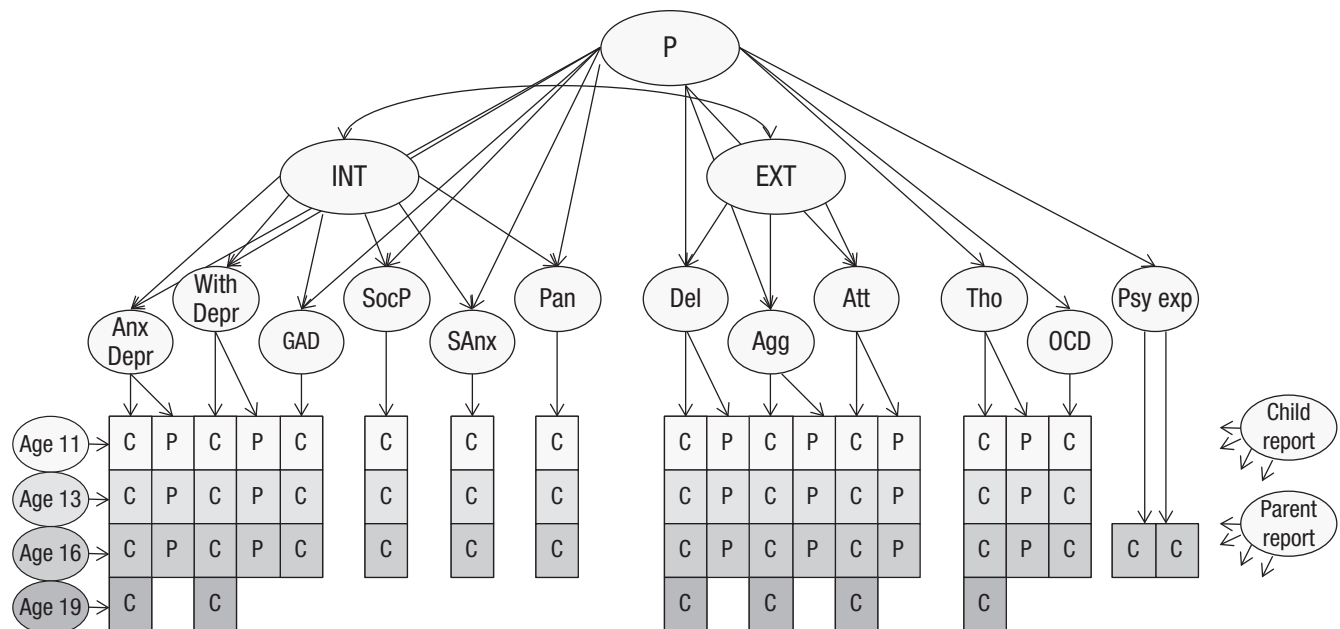 P
INT EXT
With Depr SocP Pan Del Att Tho Psy exp
Anx Depr GAD SAnx Agg OCD
Age 11 C P C P C C C C C P C P C P C P C Child report
Age 13 C P C P C C C C C P C P C P C P C
Age 16 C P C P C C C C C P C P C P C P C C C Parent report
Age 19 C C C C C C